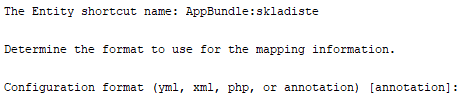 The Entity shortcut name: AppBundle:skladiste
Determine the format to use for the mapping information.
Configuration format (yml, xml, php, or annotation) [annotation]: